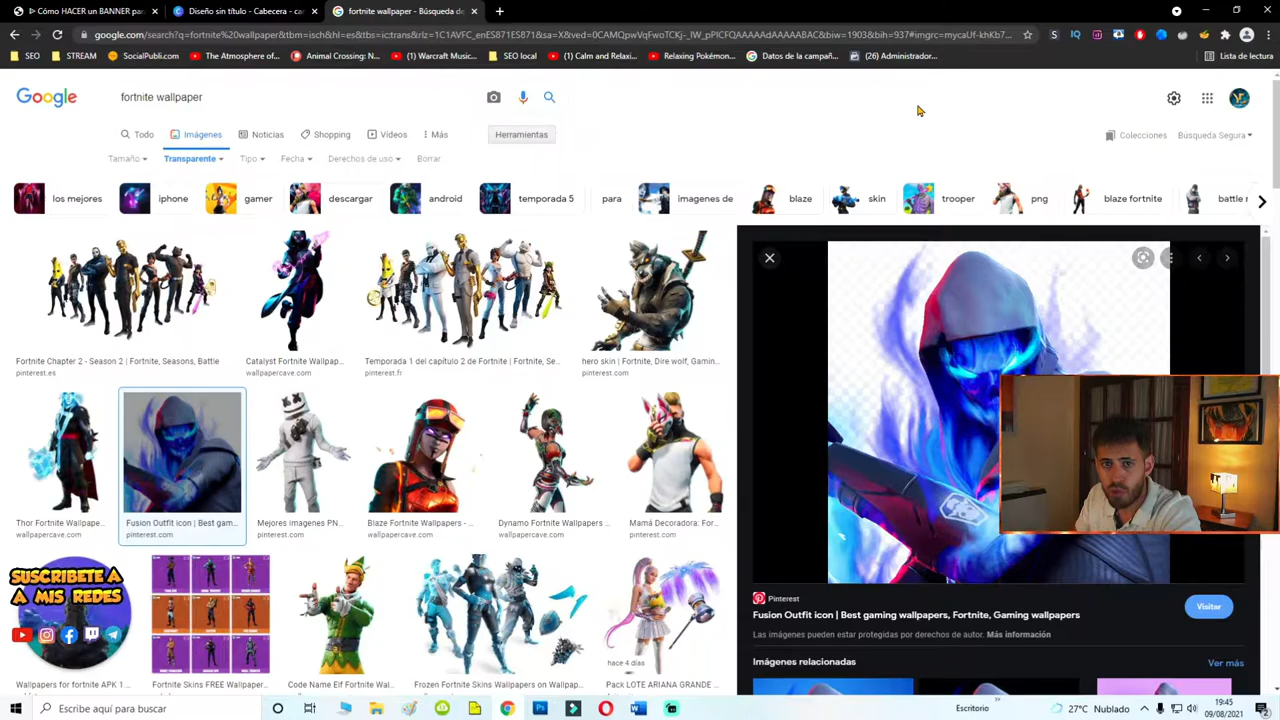 ▷ Cómo HACER un BANNER par
Diseño sin título - Cabecera - ca
fortnite wallpaper - Búsqueda de
google.com/search?q=fortnite%20wallpaper&tbm=isch&hl=es&tbs=ic:trans&rlz=1C1AVFC_enES871ES871&sa=X&ved=0CAMQpwVqFwoTCKj-_IW_pPICFQAAAAAdAAAAABAC&biw=1903&bih=937#imgrc=mycaUf-khKb7...
SEO
STREAM
SocialPubli.com
The Atmosphere of...
Animal Crossing: N...
(1) Warcraft Music...
SEO local
(1) Calm and Relaxi...
Relaxing Pokémon...
Datos de la campañ...
(26) Administrador...
Lista de lectura
Google
fortnite wallpaper
Todo
Imágenes
Noticias
Shopping
Vídeos
Más
Herramientas
Colecciones
Búsqueda Segura
Tamaño
Transparente
Tipo
Fecha
Derechos de uso
Borrar
los mejores
iphone
gamer
descargar
android
temporada 5
para
imagenes de
blaze
skin
trooper
png
blaze fortnite
battle r
Fortnite Chapter 2 - Season 2 | Fortnite, Seasons, Battle
pinterest.es
Catalyst Fortnite Wallpap...
wallpapercave.com
Temporada 1 del capítulo 2 de Fortnite | Fortnite, Se...
pinterest.fr
hero skin | Fortnite, Dire wolf, Gamin...
pinterest.com
Thor Fortnite Wallpape...
wallpapercave.com
Fusion Outfit icon | Best gam...
pinterest.com
Mejores imagenes PN...
pinterest.com
Blaze Fortnite Wallpapers - ...
wallpapercave.com
Dynamo Fortnite Wallpapers ...
wallpapercave.com
Mamá Decoradora: For...
pinterest.com
Pinterest
Fusion Outfit icon | Best gaming wallpapers, Fortnite, Gaming wallpapers
Visitar
Las imágenes pueden estar protegidas por derechos de autor. Más información
Imágenes relacionadas
Ver más
SUSCRIBETE A
A MIS REDES
hace 4 días
Wallpapers for fortnite APK 1 ...
Fortnite Skins FREE Wallpaper...
Code Name Elf Fortnite Wal...
Frozen Fortnite Skins Wallpapers on Wallpap...
Pack LOTE ARIANA GRANDE ...
Escribe aquí para buscar
Escritorio
27°C Nublado
19:45
09/08/2021